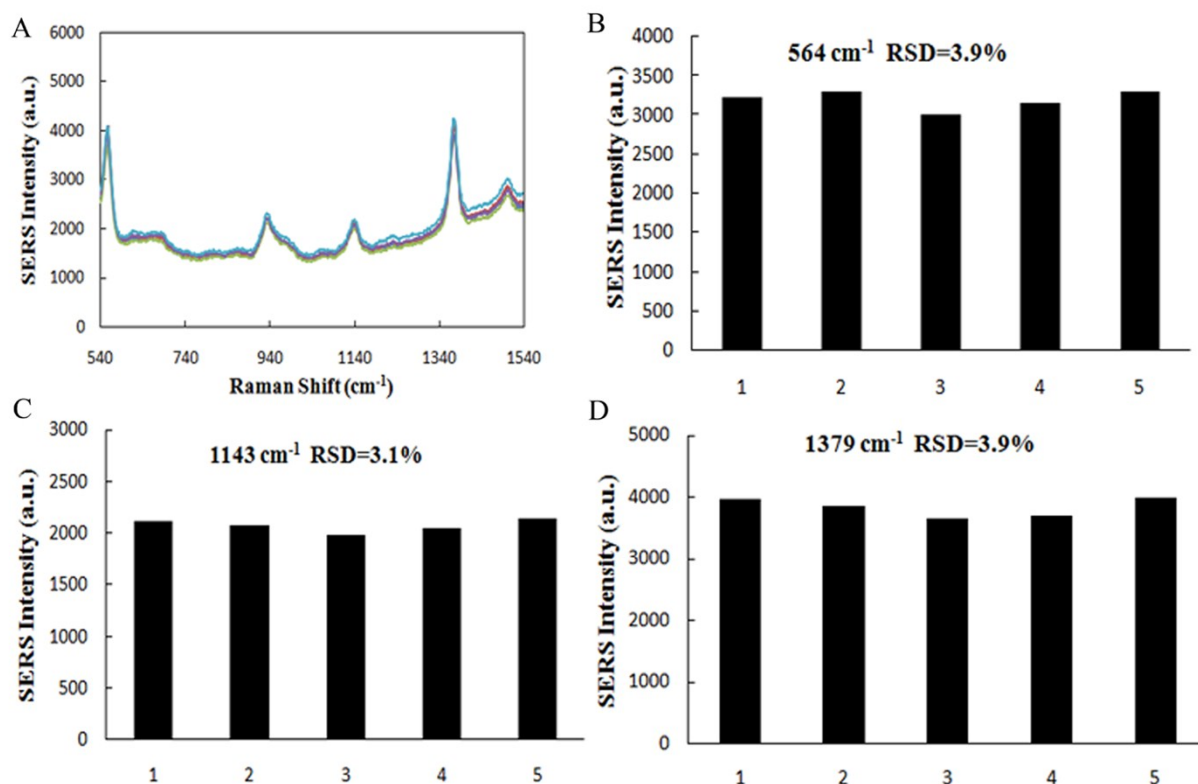 A
SERS Intensity (a.u.)
6000
5000
4000
3000
2000
1000
0
540 740 940 1140 1340 1540
Raman Shift (cm⁻¹)
B
564 cm⁻¹ RSD=3.9%
SERS Intensity (a.u.)
4000
3500
3000
2500
2000
1500
1000
500
0
1 2 3 4 5
C
1143 cm⁻¹ RSD=3.1%
SERS Intensity (a.u.)
3000
2500
2000
1500
1000
500
0
1 2 3 4 5
D
1379 cm⁻¹ RSD=3.9%
SERS Intensity (a.u.)
5000
4000
3000
2000
1000
0
1 2 3 4 5